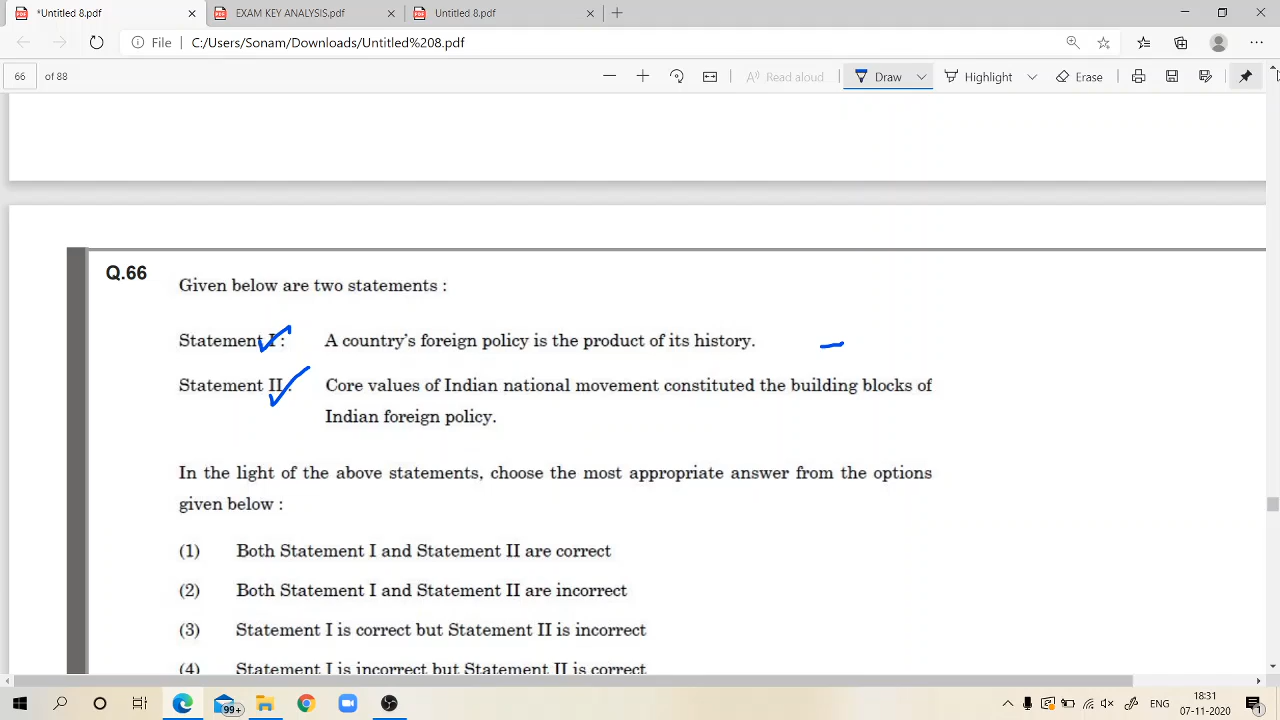 *Untitled 8.pdf
EXAM KEY ANALYSIS.pdf
Untitled 8.pdf
File
C:/Users/Sonam/Downloads/Untitled%208.pdf
66 of 88
Read aloud
Draw
Highlight
Erase
Q.66
Given below are two statements :
Statement I : A country's foreign policy is the product of its history.
Statement II : Core values of Indian national movement constituted the building blocks of
Indian foreign policy.
In the light of the above statements, choose the most appropriate answer from the options
given below :
(1) Both Statement I and Statement II are correct
(2) Both Statement I and Statement II are incorrect
(3) Statement I is correct but Statement II is incorrect
(4) Statement I is incorrect but Statement II is correct
99+
ENG
18:31
07-11-2020
1